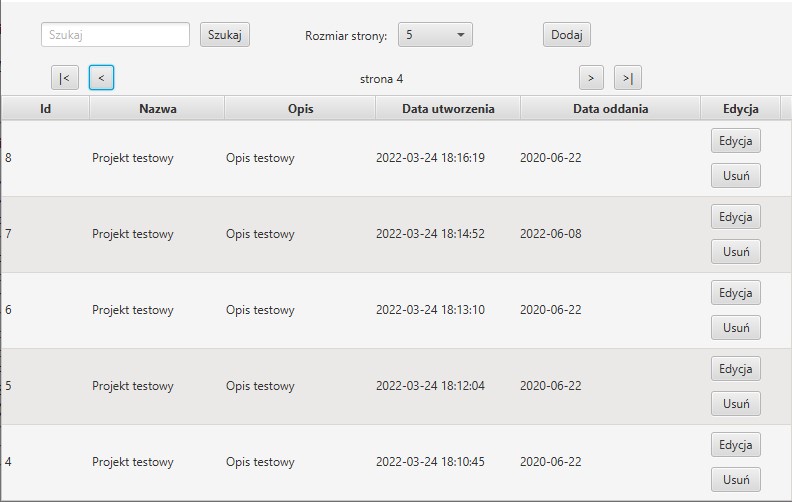 Szukaj Szukaj Rozmiar strony: 5 Dodaj
|< < strona 4 > >|
Id Nazwa Opis Data utworzenia Data oddania Edycja
8 Projekt testowy Opis testowy 2022-03-24 18:16:19 2020-06-22 Edycja
Usuń
7 Projekt testowy Opis testowy 2022-03-24 18:14:52 2022-06-08 Edycja
Usuń
6 Projekt testowy Opis testowy 2022-03-24 18:13:10 2020-06-22 Edycja
Usuń
5 Projekt testowy Opis testowy 2022-03-24 18:12:04 2020-06-22 Edycja
Usuń
4 Projekt testowy Opis testowy 2022-03-24 18:10:45 2020-06-22 Edycja
Usuń